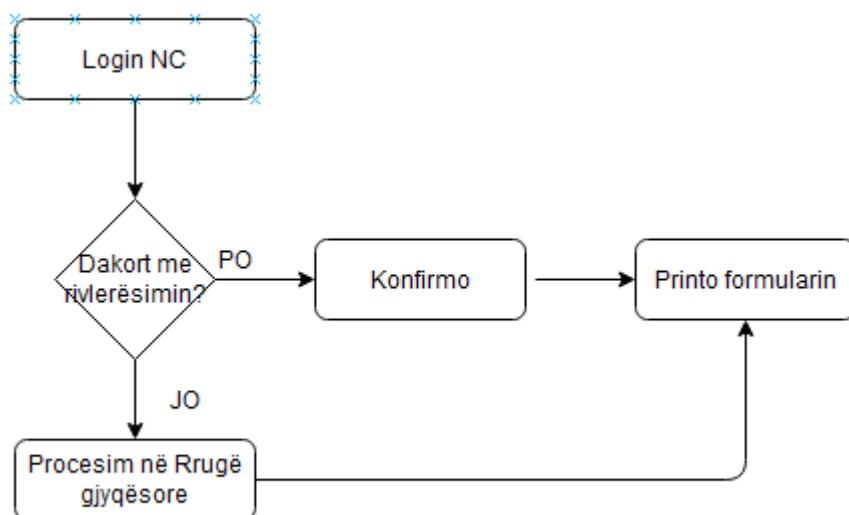 Login NC
Dakort me
rivlerësimin?
PO
Konfirmo
Printo formularin
JO
Procesim në Rrugë
gjyqësore